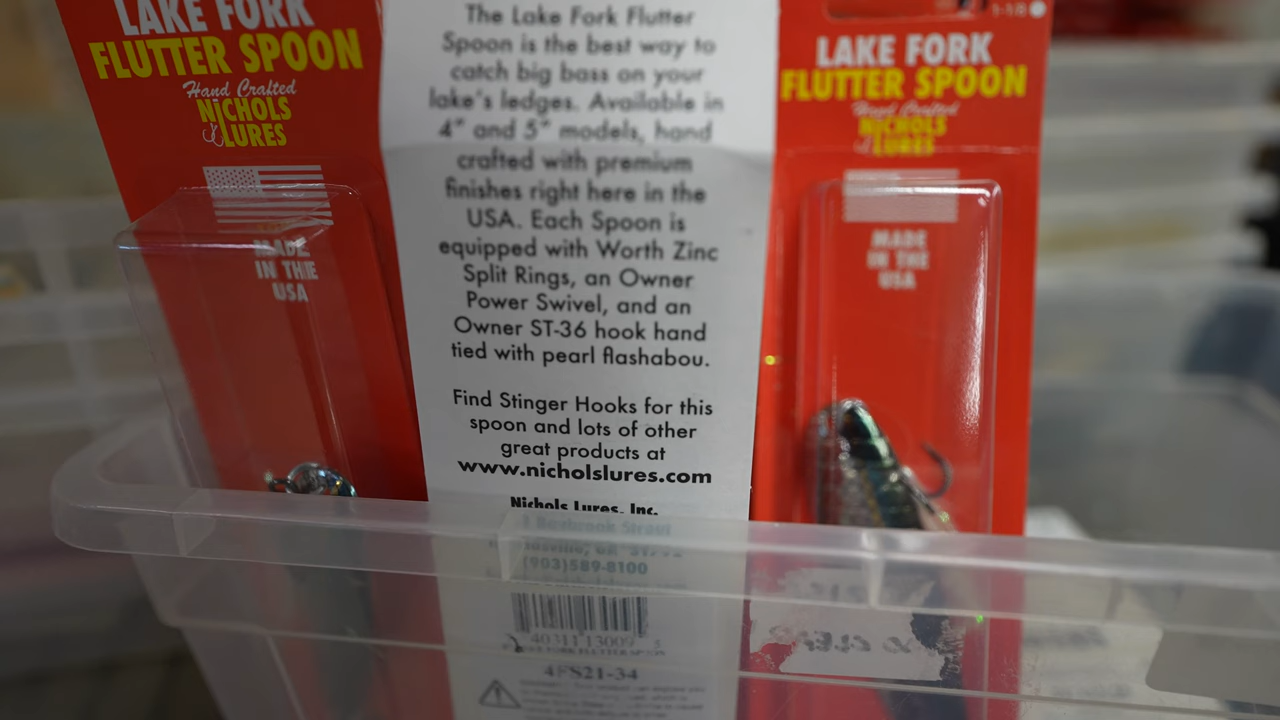 LAKE FORK
FLUTTER SPOON
Hand Crafted
NICHOLS
LURES
MADE
IN THE
USA
The Lake Fork Flutter
Spoon is the best way to
catch big bass on your
lake's ledges. Available in
4" and 5" models, hand
crafted with premium
finishes right here in the
USA. Each Spoon is
equipped with Worth Zinc
Split Rings, an Owner
Power Swivel, and an
Owner ST-36 hook hand
tied with pearl flashabou.
Find Stinger Hooks for this
spoon and lots of other
great products at
www.nicholslures.com
Nichols Lures, Inc.
(903)589-8100
40311 13009
4FS21-34
LAKE FORK
FLUTTER SPOON
Hand Crafted
NICHOLS
LURES
MADE
IN THE
USA